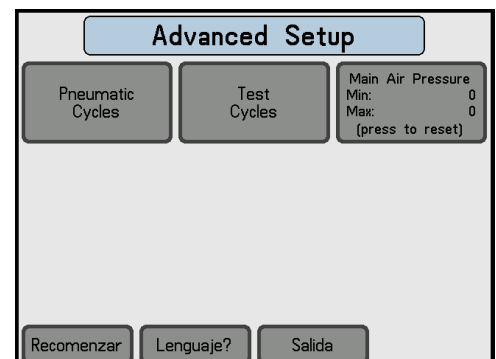 Advanced Setup
Pneumatic
Cycles
Test
Cycles
Main Air Pressure
Min: 0
Max: 0
(press to reset)
Recomenzar
Lenguaje?
Salida